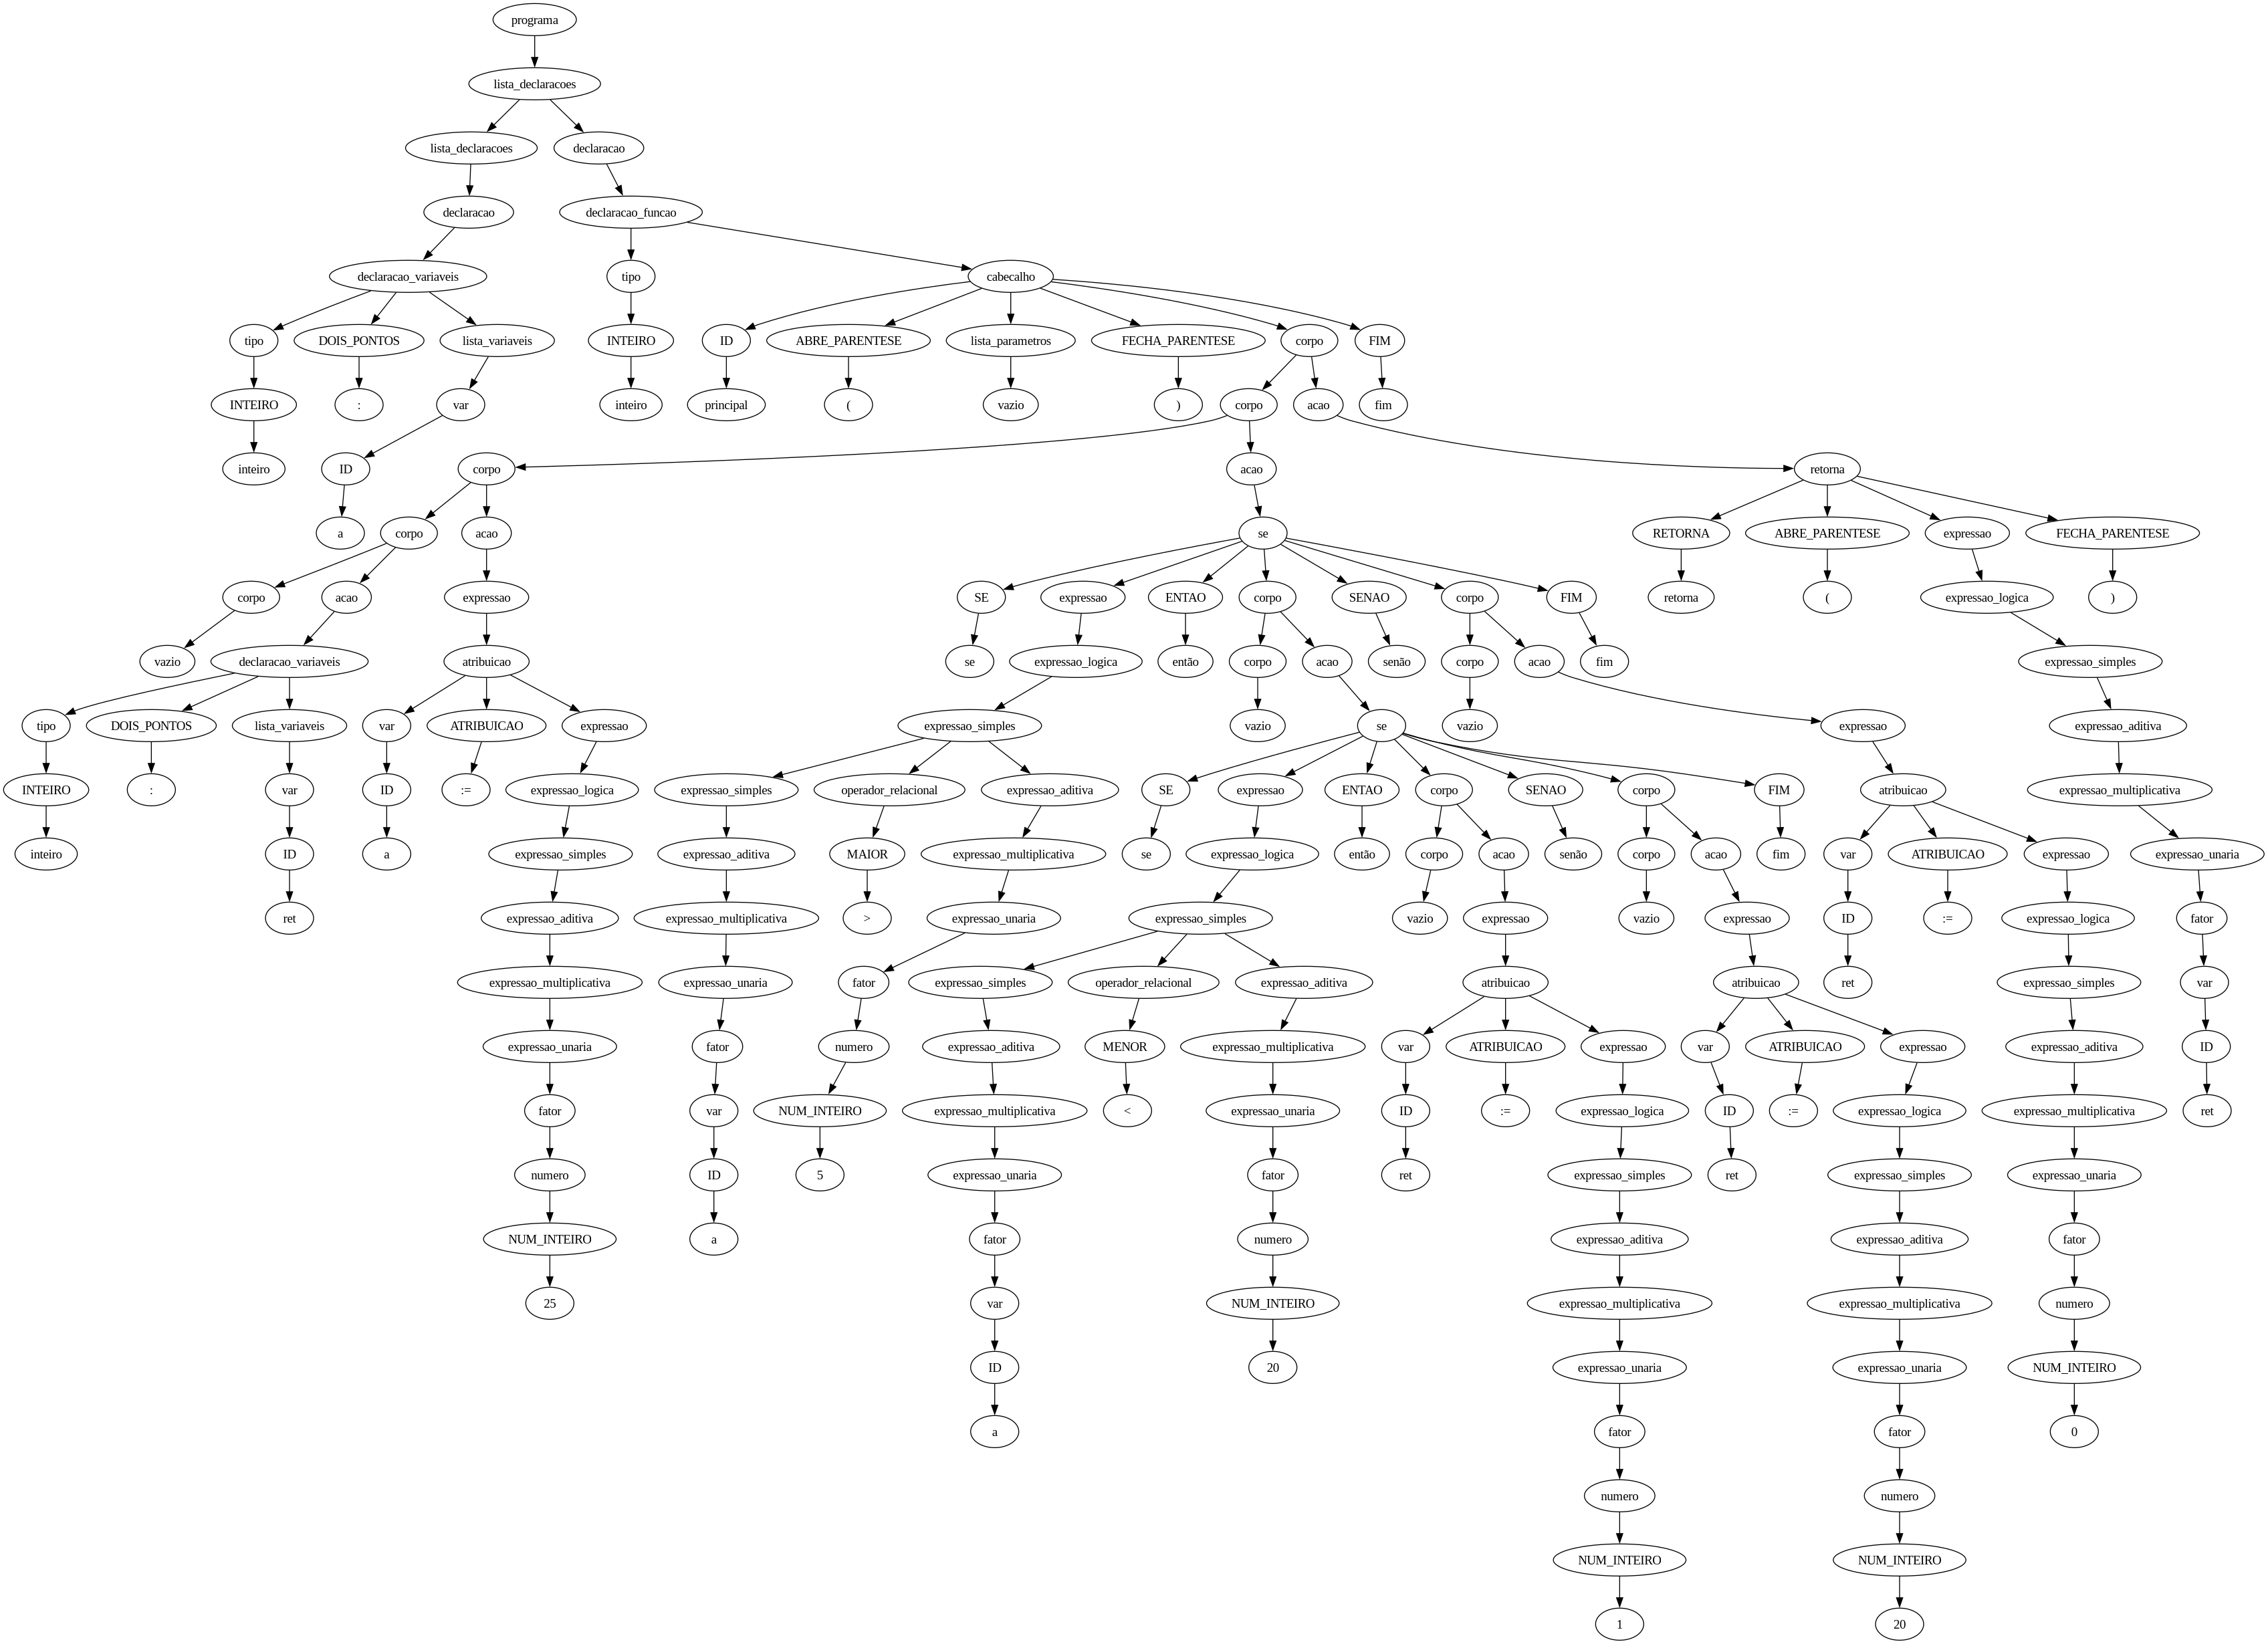 programa
lista_declaracoes
lista_declaracoes declaracao
declaracao declaracao_funcao
declaracao_variaveis tipo cabecalho
tipo DOIS_PONTOS lista_variaveis INTEIRO ID ABRE_PARENTESE lista_parametros FECHA_PARENTESE corpo FIM
INTEIRO : var inteiro principal ( vazio ) corpo acao fim
inteiro ID corpo acao retorna
a corpo acao se RETORNA ABRE_PARENTESE expressao FECHA_PARENTESE
corpo acao expressao SE expressao ENTAO corpo SENAO corpo FIM retorna ( expressao_logica )
vazio declaracao_variaveis atribuicao se expressao_logica então corpo acao senão corpo acao fim expressao_simples
tipo DOIS_PONTOS lista_variaveis var ATRIBUICAO expressao expressao_simples vazio se vazio expressao expressao_aditiva
INTEIRO : var ID := expressao_logica expressao_simples operador_relacional expressao_aditiva SE expressao ENTAO corpo SENAO corpo FIM atribuicao expressao_multiplicativa
inteiro ID a expressao_simples expressao_aditiva MAIOR expressao_multiplicativa se expressao_logica então corpo acao senão corpo acao fim var ATRIBUICAO expressao expressao_unaria
ret expressao_aditiva expressao_multiplicativa > expressao_unaria expressao_simples vazio expressao vazio expressao ID := expressao_logica fator
expressao_multiplicativa expressao_unaria fator expressao_simples operador_relacional expressao_aditiva atribuicao atribuicao ret expressao_simples var
expressao_unaria fator numero expressao_aditiva MENOR expressao_multiplicativa var ATRIBUICAO expressao var ATRIBUICAO expressao expressao_aditiva ID
fator var NUM_INTEIRO expressao_multiplicativa < expressao_unaria ID := expressao_logica ID := expressao_logica expressao_multiplicativa ret
numero ID 5 expressao_unaria fator ret expressao_simples ret expressao_simples expressao_unaria
NUM_INTEIRO a fator numero expressao_aditiva expressao_aditiva fator
25 var NUM_INTEIRO expressao_multiplicativa expressao_multiplicativa numero
ID 20 expressao_unaria expressao_unaria NUM_INTEIRO
a fator fator 0
numero numero
NUM_INTEIRO NUM_INTEIRO
1 20